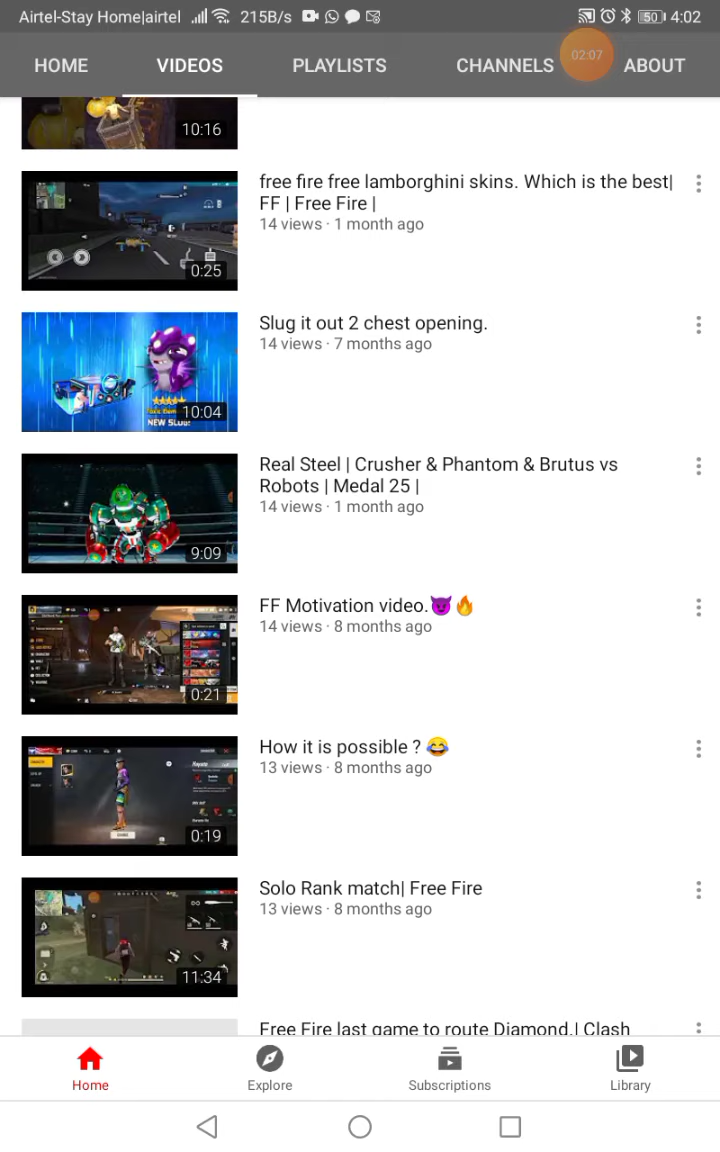 Airtel-Stay Home|airtel 215B/s 50 4:02
HOME VIDEOS PLAYLISTS CHANNELS 02:07 ABOUT
10:16
free fire free lamborghini skins. Which is the best|
FF | Free Fire |
14 views · 1 month ago
0:25
Slug it out 2 chest opening.
14 views · 7 months ago
10:04
NEW SLUG!
Real Steel | Crusher & Phantom & Brutus vs
Robots | Medal 25 |
14 views · 1 month ago
9:09
FF Motivation video.😈🔥
14 views · 8 months ago
0:21
How it is possible ? 😂
13 views · 8 months ago
0:19
Solo Rank match| Free Fire
13 views · 8 months ago
11:34
Free Fire last game to route Diamond.| Clash
Home Explore Subscriptions Library